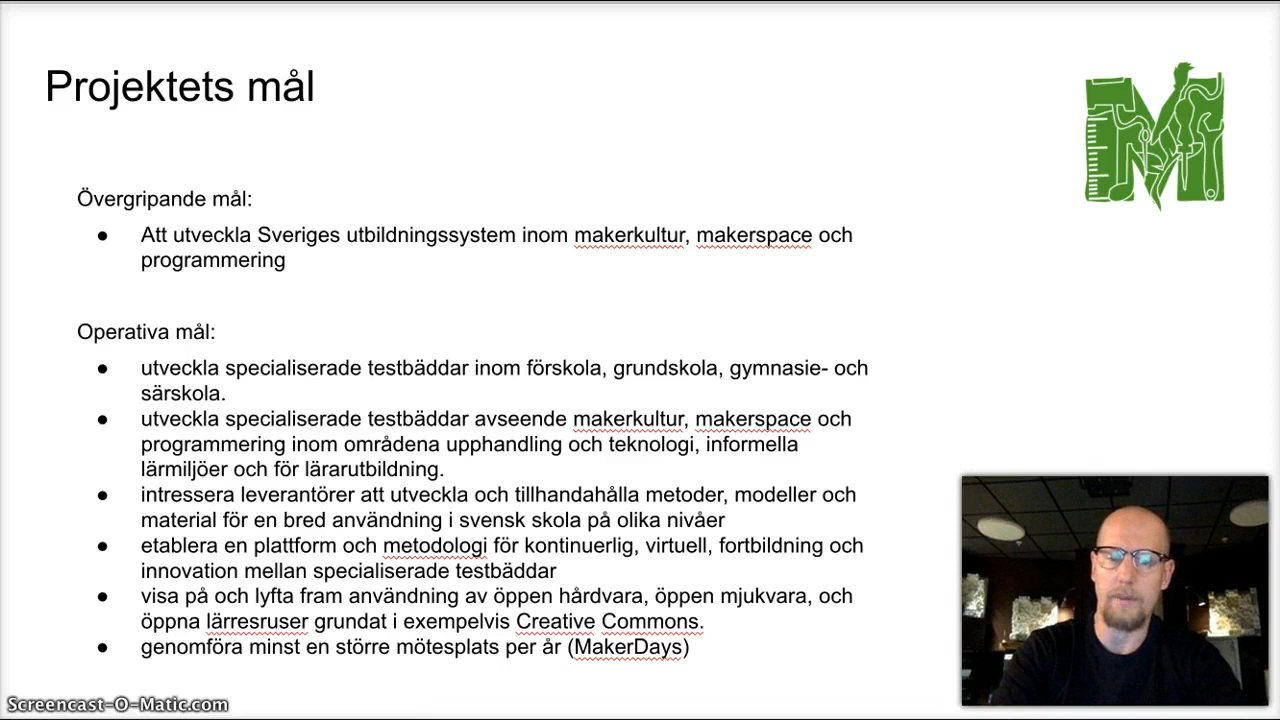 Projektets mål
Övergripande mål:
● Att utveckla Sveriges utbildningssystem inom makerkultur, makerspace och
programmering
Operativa mål:
● utveckla specialiserade testbäddar inom förskola, grundskola, gymnasie- och
särskola.
● utveckla specialiserade testbäddar avseende makerkultur, makerspace och
programmering inom områdena upphandling och teknologi, informella
lärmiljöer och för lärarutbildning.
● intressera leverantörer att utveckla och tillhandahålla metoder, modeller och
material för en bred användning i svensk skola på olika nivåer
● etablera en plattform och metodologi för kontinuerlig, virtuell, fortbildning och
innovation mellan specialiserade testbäddar
● visa på och lyfta fram användning av öppen hårdvara, öppen mjukvara, och
öppna lärresruser grundat i exempelvis Creative Commons.
● genomföra minst en större mötesplats per år (MakerDays)
Screencast-O-Matic.com